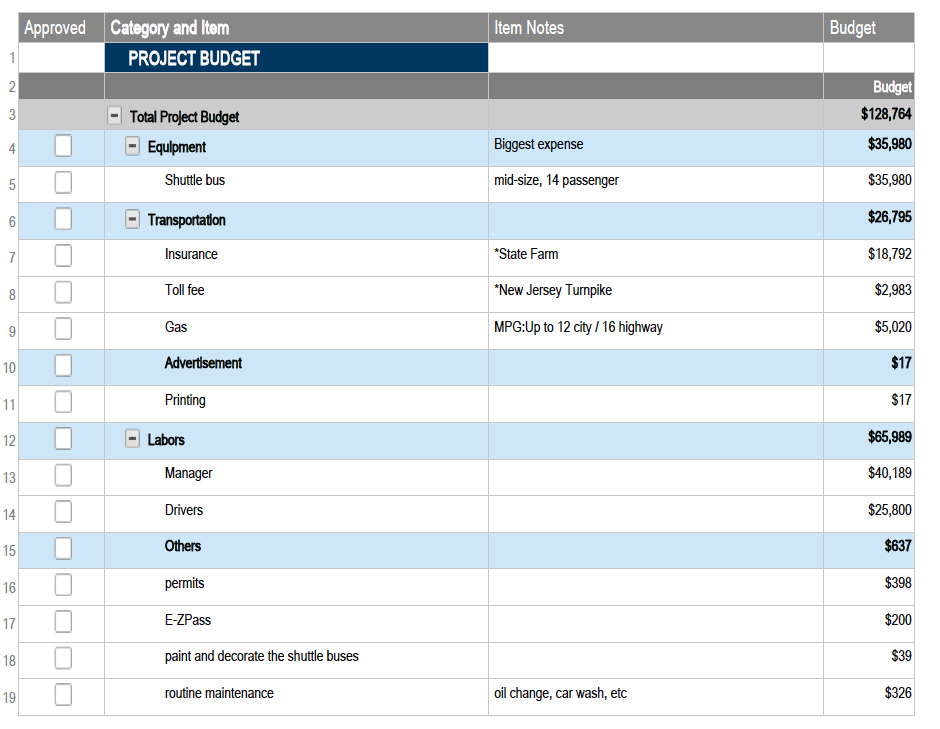 Approved Category and Item Item Notes Budget
1 PROJECT BUDGET
2 Budget
3 Total Project Budget $128,764
4 Equipment Biggest expense $35,980
5 Shuttle bus mid-size, 14 passenger $35,980
6 Transportation $26,795
7 Insurance *State Farm $18,792
8 Toll fee *New Jersey Turnpike $2,983
9 Gas MPG:Up to 12 city / 16 highway $5,020
10 Advertisement $17
11 Printing $17
12 Labors $65,989
13 Manager $40,189
14 Drivers $25,800
15 Others $637
16 permits $398
17 E-ZPass $200
18 paint and decorate the shuttle buses $39
19 routine maintenance oil change, car wash, etc $326